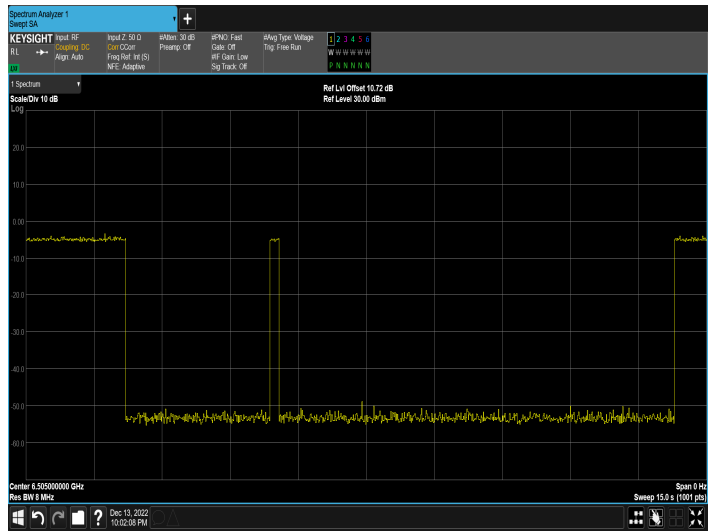 Spectrum Analyzer 1
Swept SA
+
KEYSIGHT
R L
Input: RF
Coupling: DC
Align: Auto
Input Z: 50 Ω
Corr CCorr
Freq Ref: Int (S)
NFE: Adaptive
#Atten: 30 dB
Preamp: Off
#PNO: Fast
Gate: Off
#IF Gain: Low
Sig Track: Off
#Avg Type: Voltage
Trig: Free Run
1 2 3 4 5 6
W W W W W W
P N N N N N
1 Spectrum
Scale/Div 10 dB
Ref Lvl Offset 10.72 dB
Ref Level 30.00 dBm
Log
20.0
10.0
0.00
-10.0
-20.0
-30.0
-40.0
-50.0
-60.0
Center 6.505000000 GHz
Res BW 8 MHz
Span 0 Hz
Sweep 15.0 s (1001 pts)
?
Dec 13, 2022
10:02:08 PM